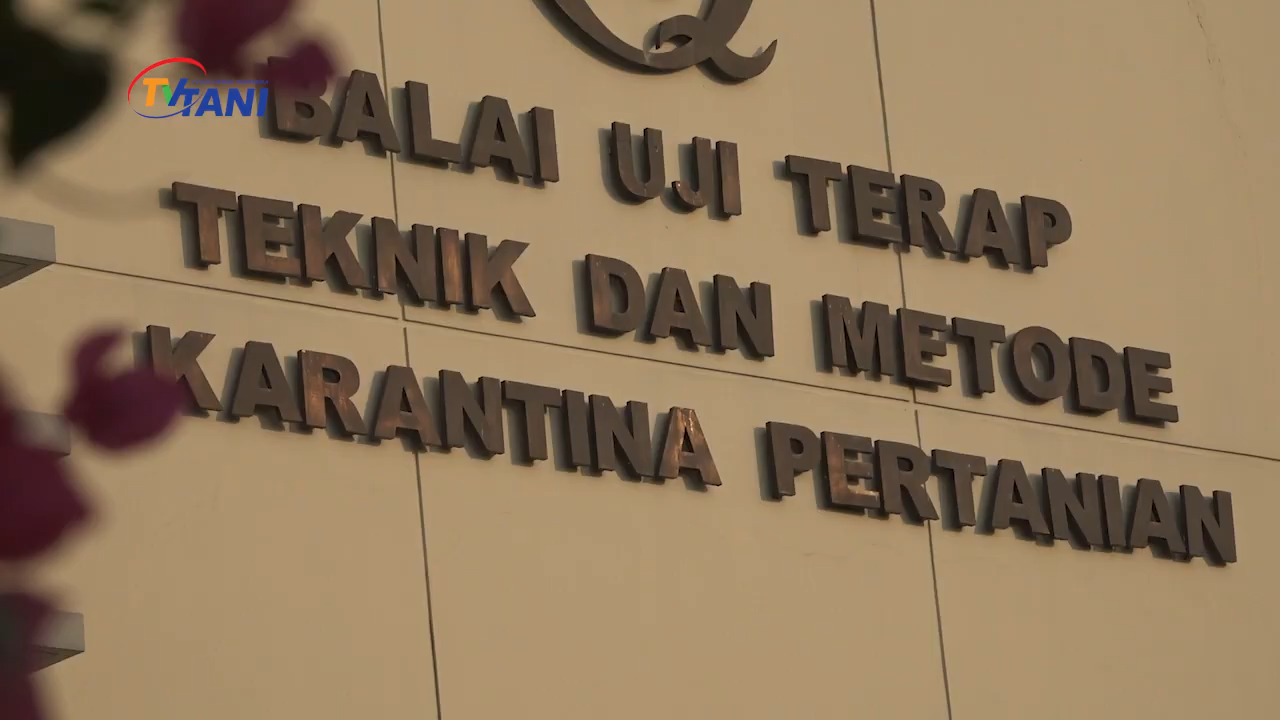 Q
TVTANI
BALAI UJI TERAP
TEKNIK DAN METODE
KARANTINA PERTANIAN